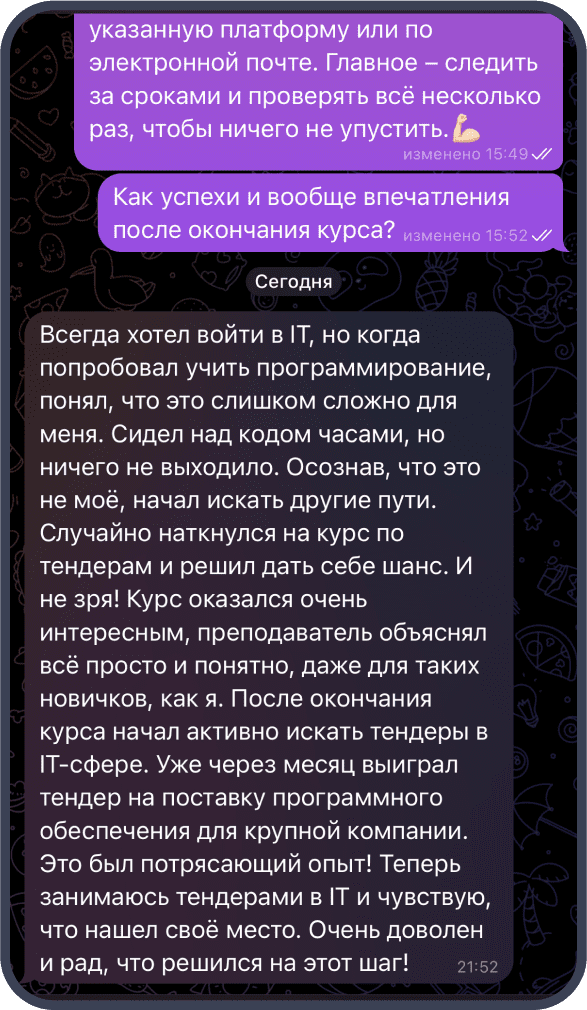 указанную платформу или по
электронной почте. Главное – следить
за сроками и проверять всё несколько
раз, чтобы ничего не упустить.💪🏻
изменено 15:49
Как успехи и вообще впечатления
после окончания курса? изменено 15:52
Сегодня
Всегда хотел войти в IT, но когда
попробовал учить программирование,
понял, что это слишком сложно для
меня. Сидел над кодом часами, но
ничего не выходило. Осознав, что это
не моё, начал искать другие пути.
Случайно наткнулся на курс по
тендерам и решил дать себе шанс. И
не зря! Курс оказался очень
интересным, преподаватель объяснял
всё просто и понятно, даже для таких
новичков, как я. После окончания
курса начал активно искать тендеры в
IT-сфере. Уже через месяц выиграл
тендер на поставку программного
обеспечения для крупной компании.
Это был потрясающий опыт! Теперь
занимаюсь тендерами в IT и чувствую,
что нашел своё место. Очень доволен
и рад, что решился на этот шаг! 21:52